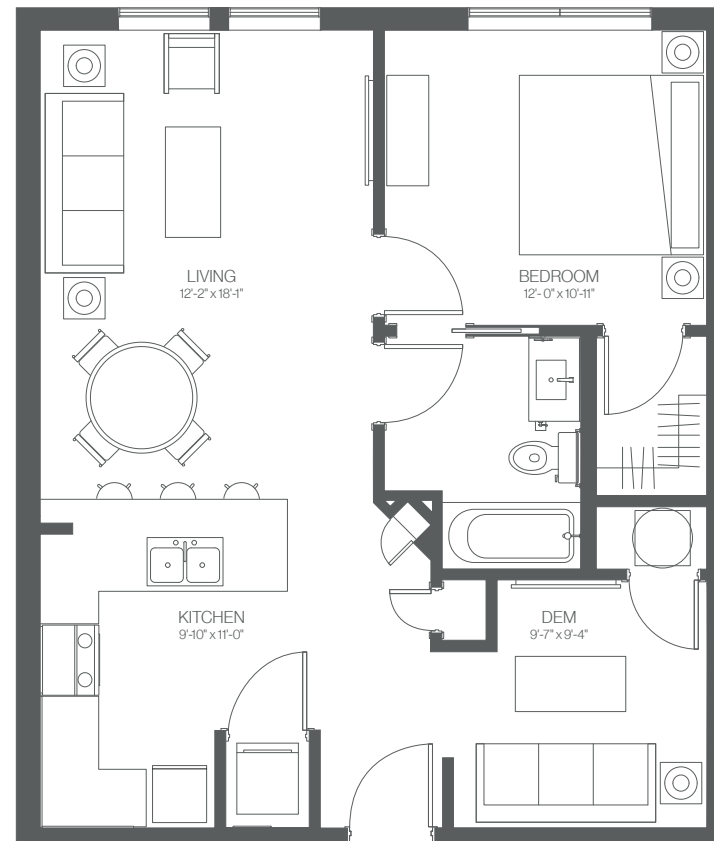 LIVING
12'-2" x 18'-1"
BEDROOM
12'- 0" x 10'-11"
KITCHEN
9'-10" x 11'-0"
DEM
9'-7" x 9'-4"